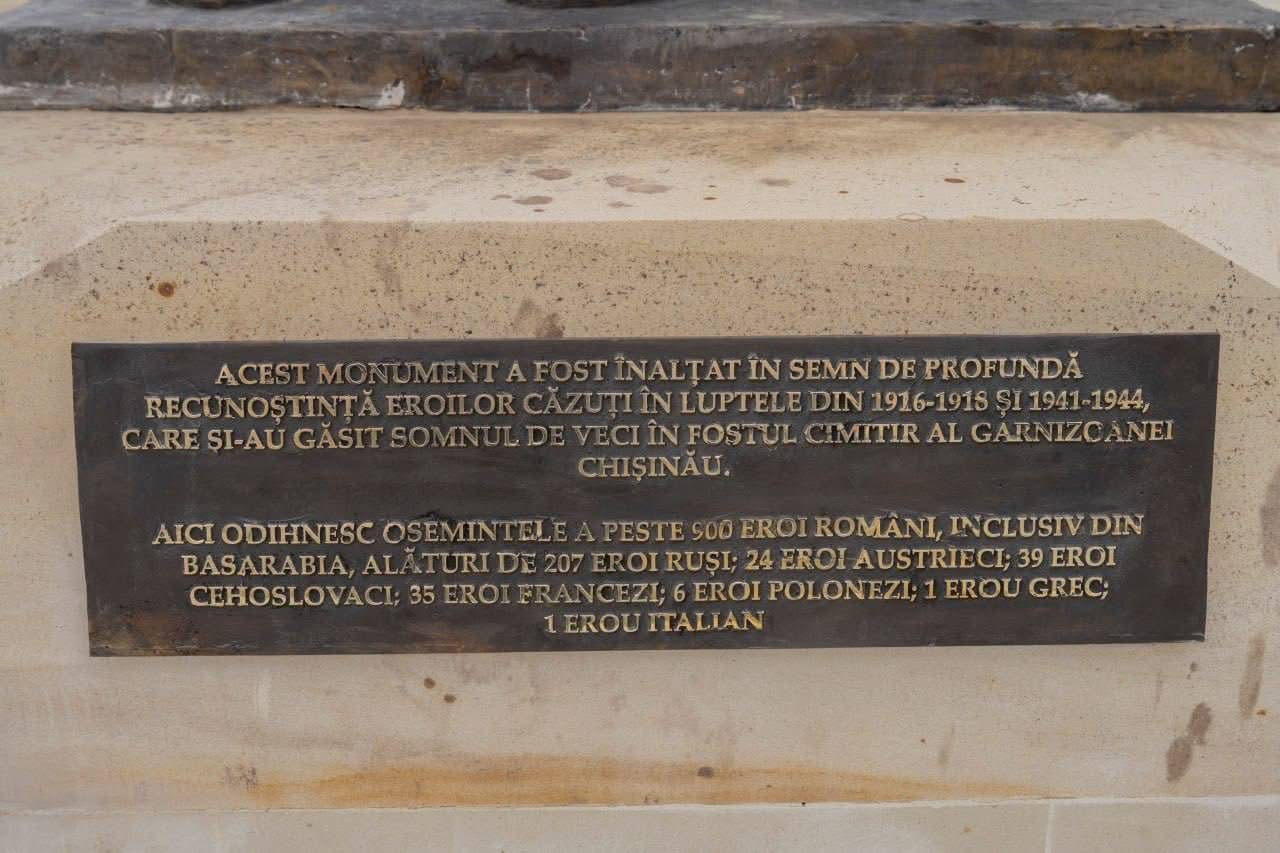 ACEST MONUMENT A FOST ÎNALȚAT ÎN SEMN DE PROFUNDĂ
RECUNOȘTINȚĂ EROILOR CĂZUȚI ÎN LUPTELE DIN 1916-1918 ȘI 1941-1944,
CARE ȘI-AU GĂSIT SOMNUL DE VECI ÎN FOSTUL CIMITIR AL GARNIZOANEI
CHIȘINĂU.
AICI ODIHNESC OSEMINTELE A PESTE 900 EROI ROMÂNI, INCLUSIV DIN
BASARABIA, ALĂTURI DE 207 EROI RUȘI; 24 EROI AUSTRIECI; 39 EROI
CEHOSLOVACI; 35 EROI FRANCEZI; 6 EROI POLONEZI; 1 EROU GREC;
1 EROU ITALIAN